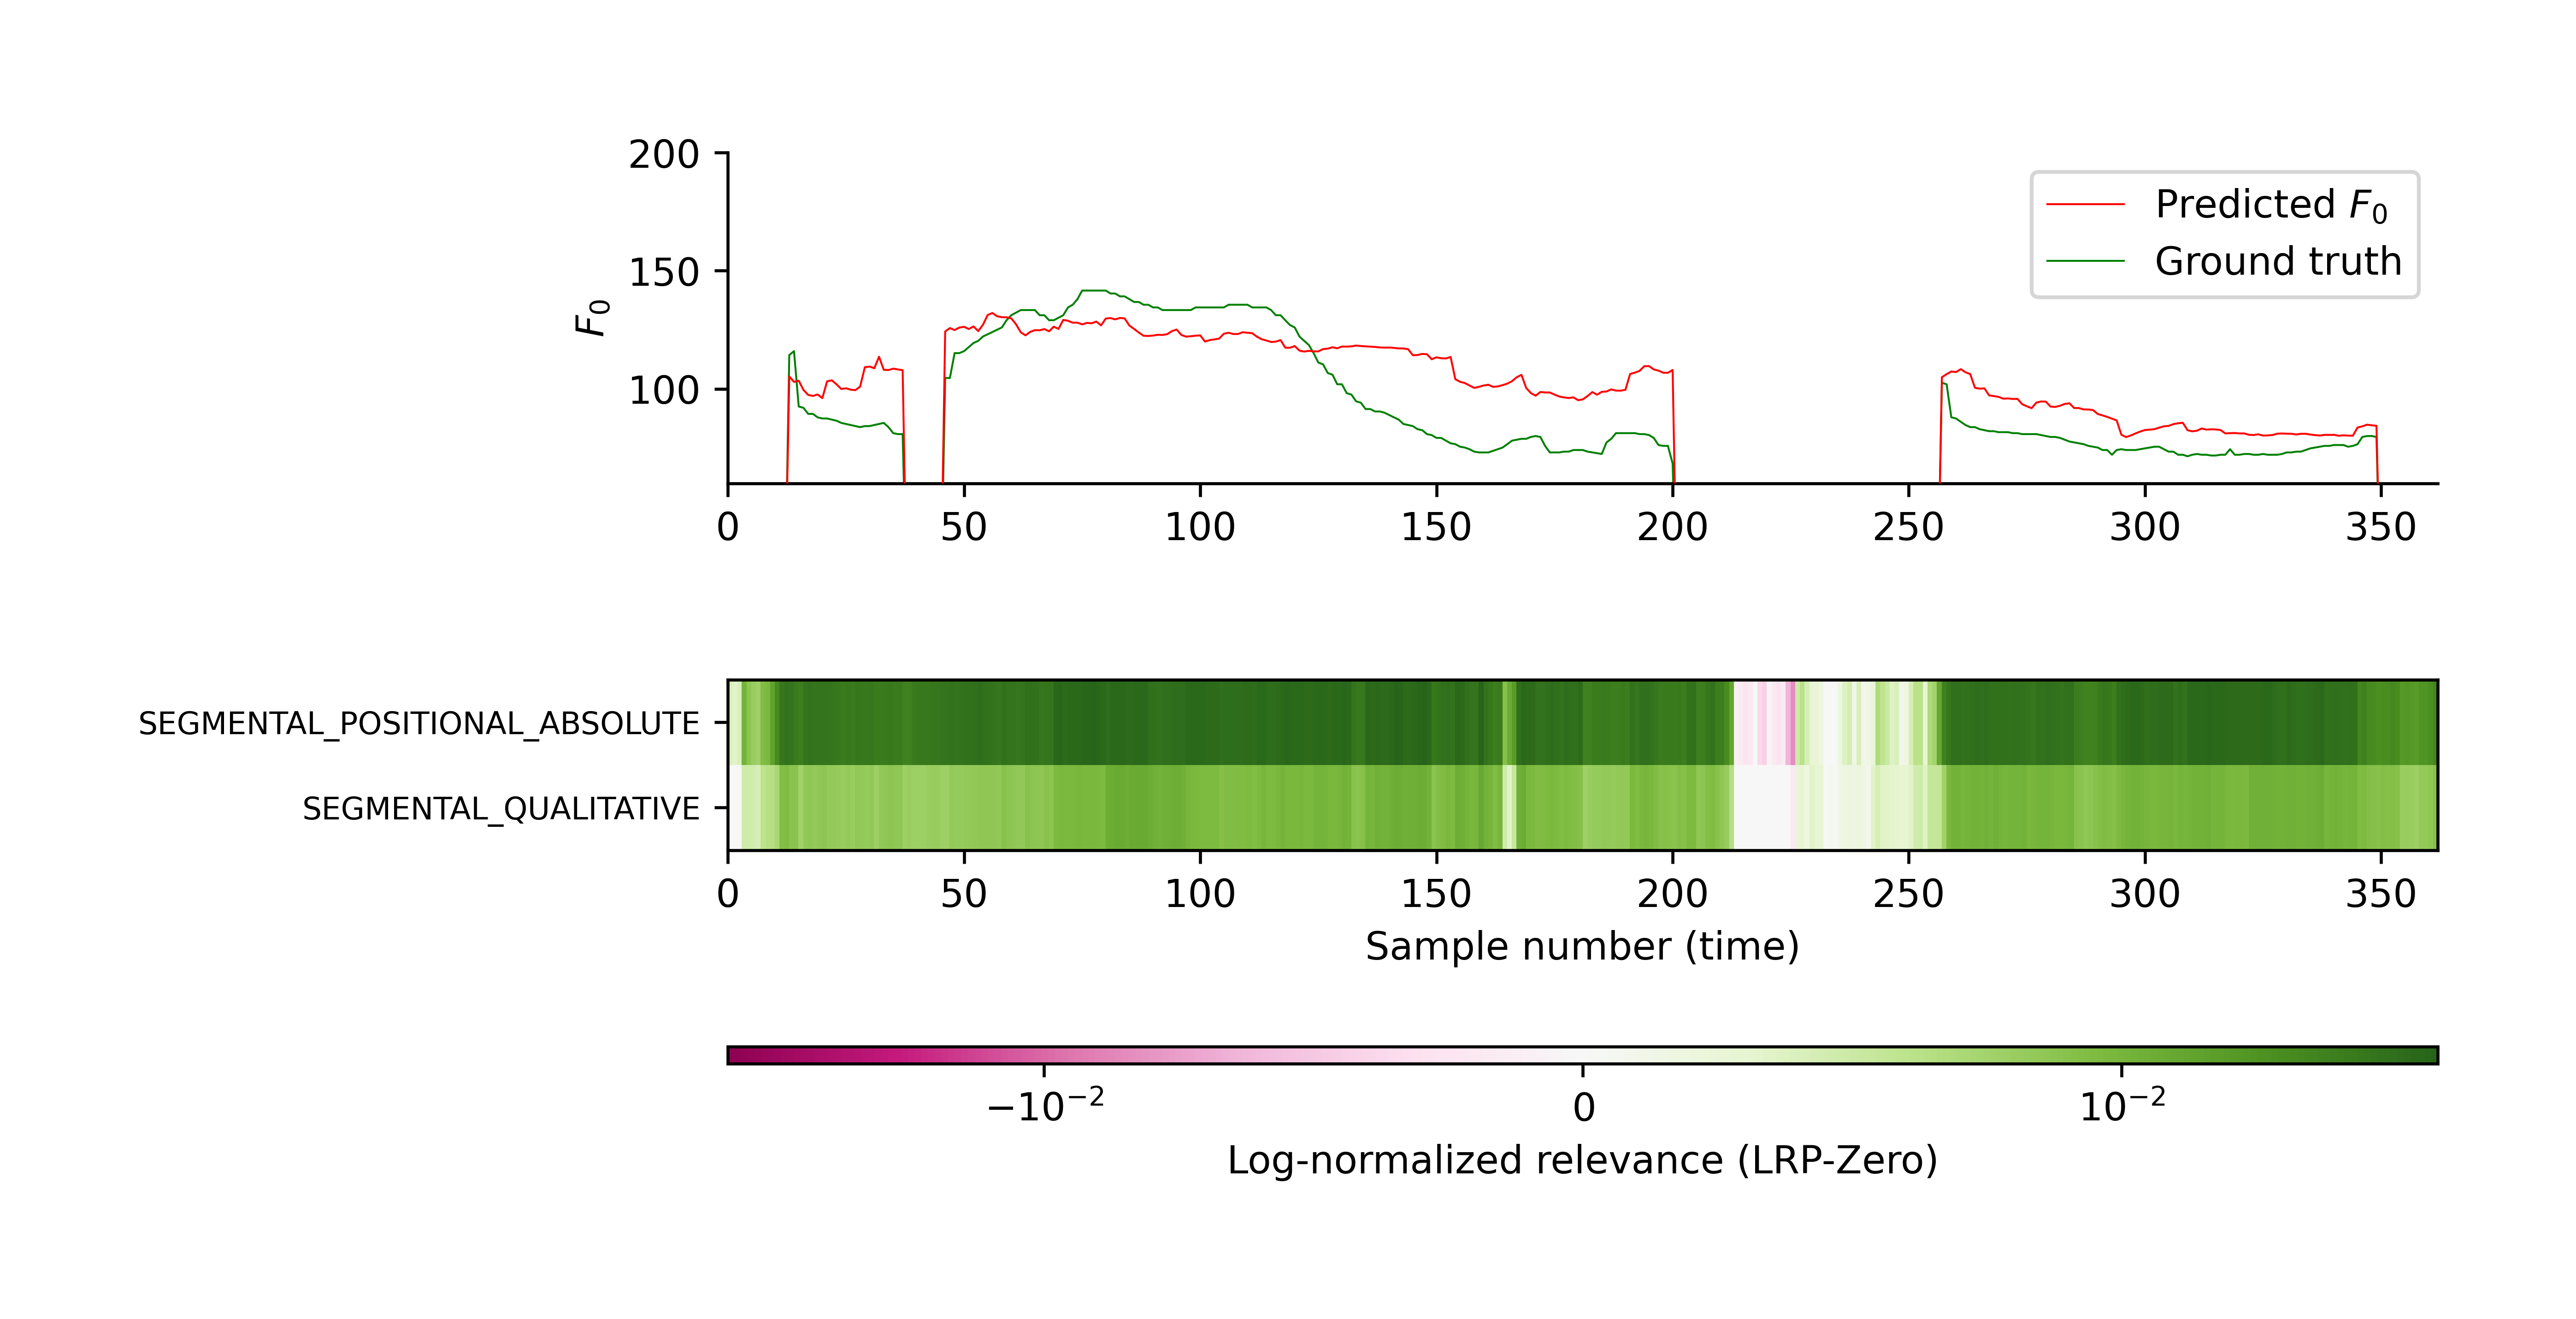 200
150
100
F₀
Predicted F₀
Ground truth
0 50 100 150 200 250 300 350
SEGMENTAL_POSITIONAL_ABSOLUTE
SEGMENTAL_QUALITATIVE
0 50 100 150 200 250 300 350
Sample number (time)
−10⁻² 0 10⁻²
Log-normalized relevance (LRP-Zero)